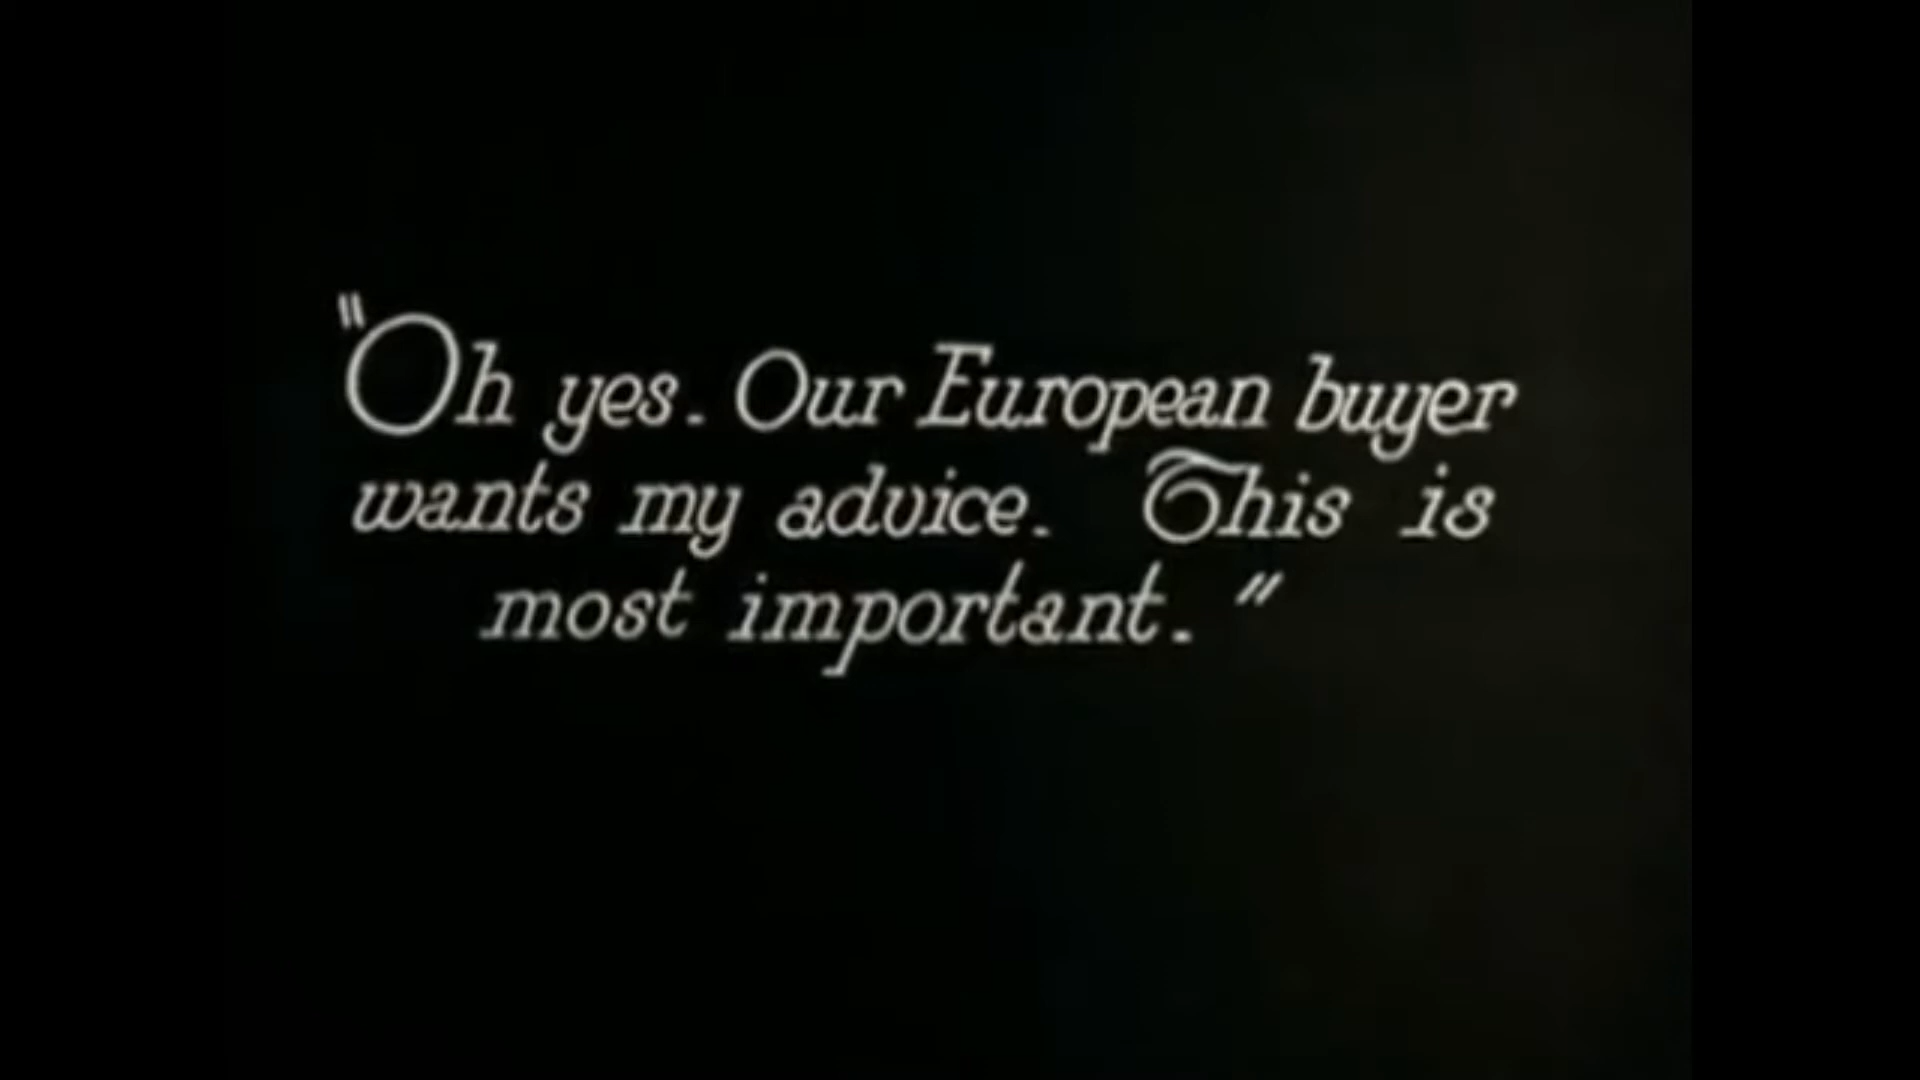 "Oh yes. Our European buyer
wants my advice. This is
most important."